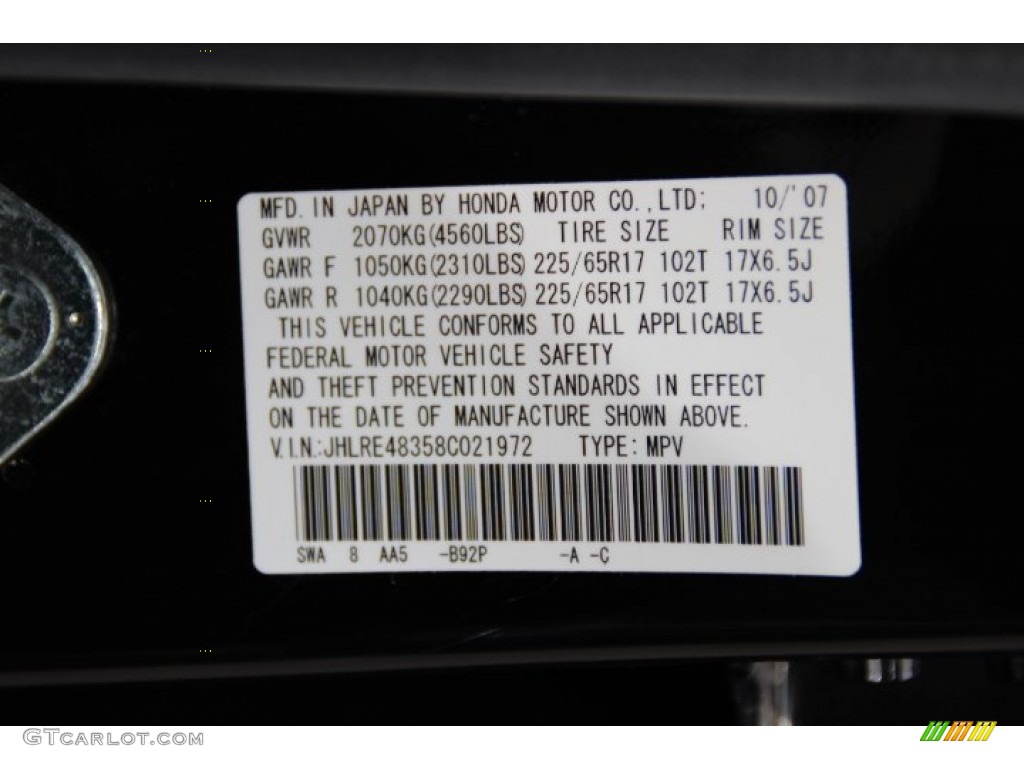 MFD. IN JAPAN BY HONDA MOTOR CO.,LTD; 10/'07
GVWR 2070KG(4560LBS) TIRE SIZE RIM SIZE
GAWR F 1050KG(2310LBS) 225/65R17 102T 17X6.5J
GAWR R 1040KG(2290LBS) 225/65R17 102T 17X6.5J
THIS VEHICLE CONFORMS TO ALL APPLICABLE
FEDERAL MOTOR VEHICLE SAFETY
AND THEFT PREVENTION STANDARDS IN EFFECT
ON THE DATE OF MANUFACTURE SHOWN ABOVE.
V.I.N.:JHLRE48358C021972 TYPE: MPV
SWA 8 AA5 -B92P -A -C
GTcarlot.com